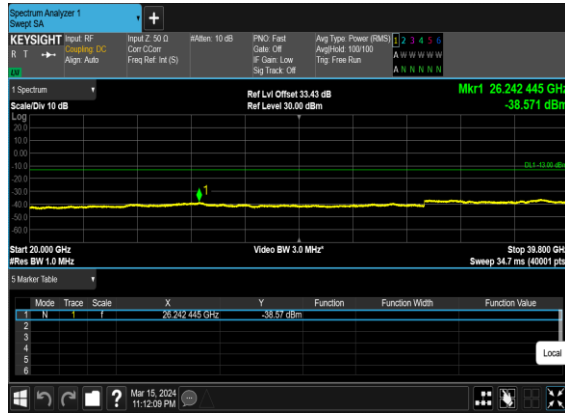 Spectrum Analyzer 1
Swept SA
+
KEYSIGHT Input: RF Input Z: 50 Ω #Atten: 10 dB PNO: Fast Avg Type: Power (RMS) 1 2 3 4 5 6
R T Coupling: DC Corr CCorr Gate: Off Avg|Hold: 100/100 A W W W W W
Align: Auto Freq Ref: Int (S) IF Gain: Low Trig: Free Run
LW Sig Track: Off A N N N N N
1 Spectrum Ref Lvl Offset 33.43 dB Mkr1 26.242 445 GHz
Scale/Div 10 dB Ref Level 30.00 dBm -38.571 dBm
Log
20.0
10.0
0.00
-10.0 DL1 -13.00 dBm
-20.0
-30.0 1
-40.0
-50.0
-60.0
Start 20.000 GHz Video BW 3.0 MHz* Stop 39.800 GHz
#Res BW 1.0 MHz Sweep 34.7 ms (40001 pts
5 Marker Table
Mode Trace Scale X Y Function Function Width Function Value
1 N 1 f 26.242 445 GHz -38.57 dBm
2
3
4
5
6
Local
? Mar 15, 2024
11:12:09 PM